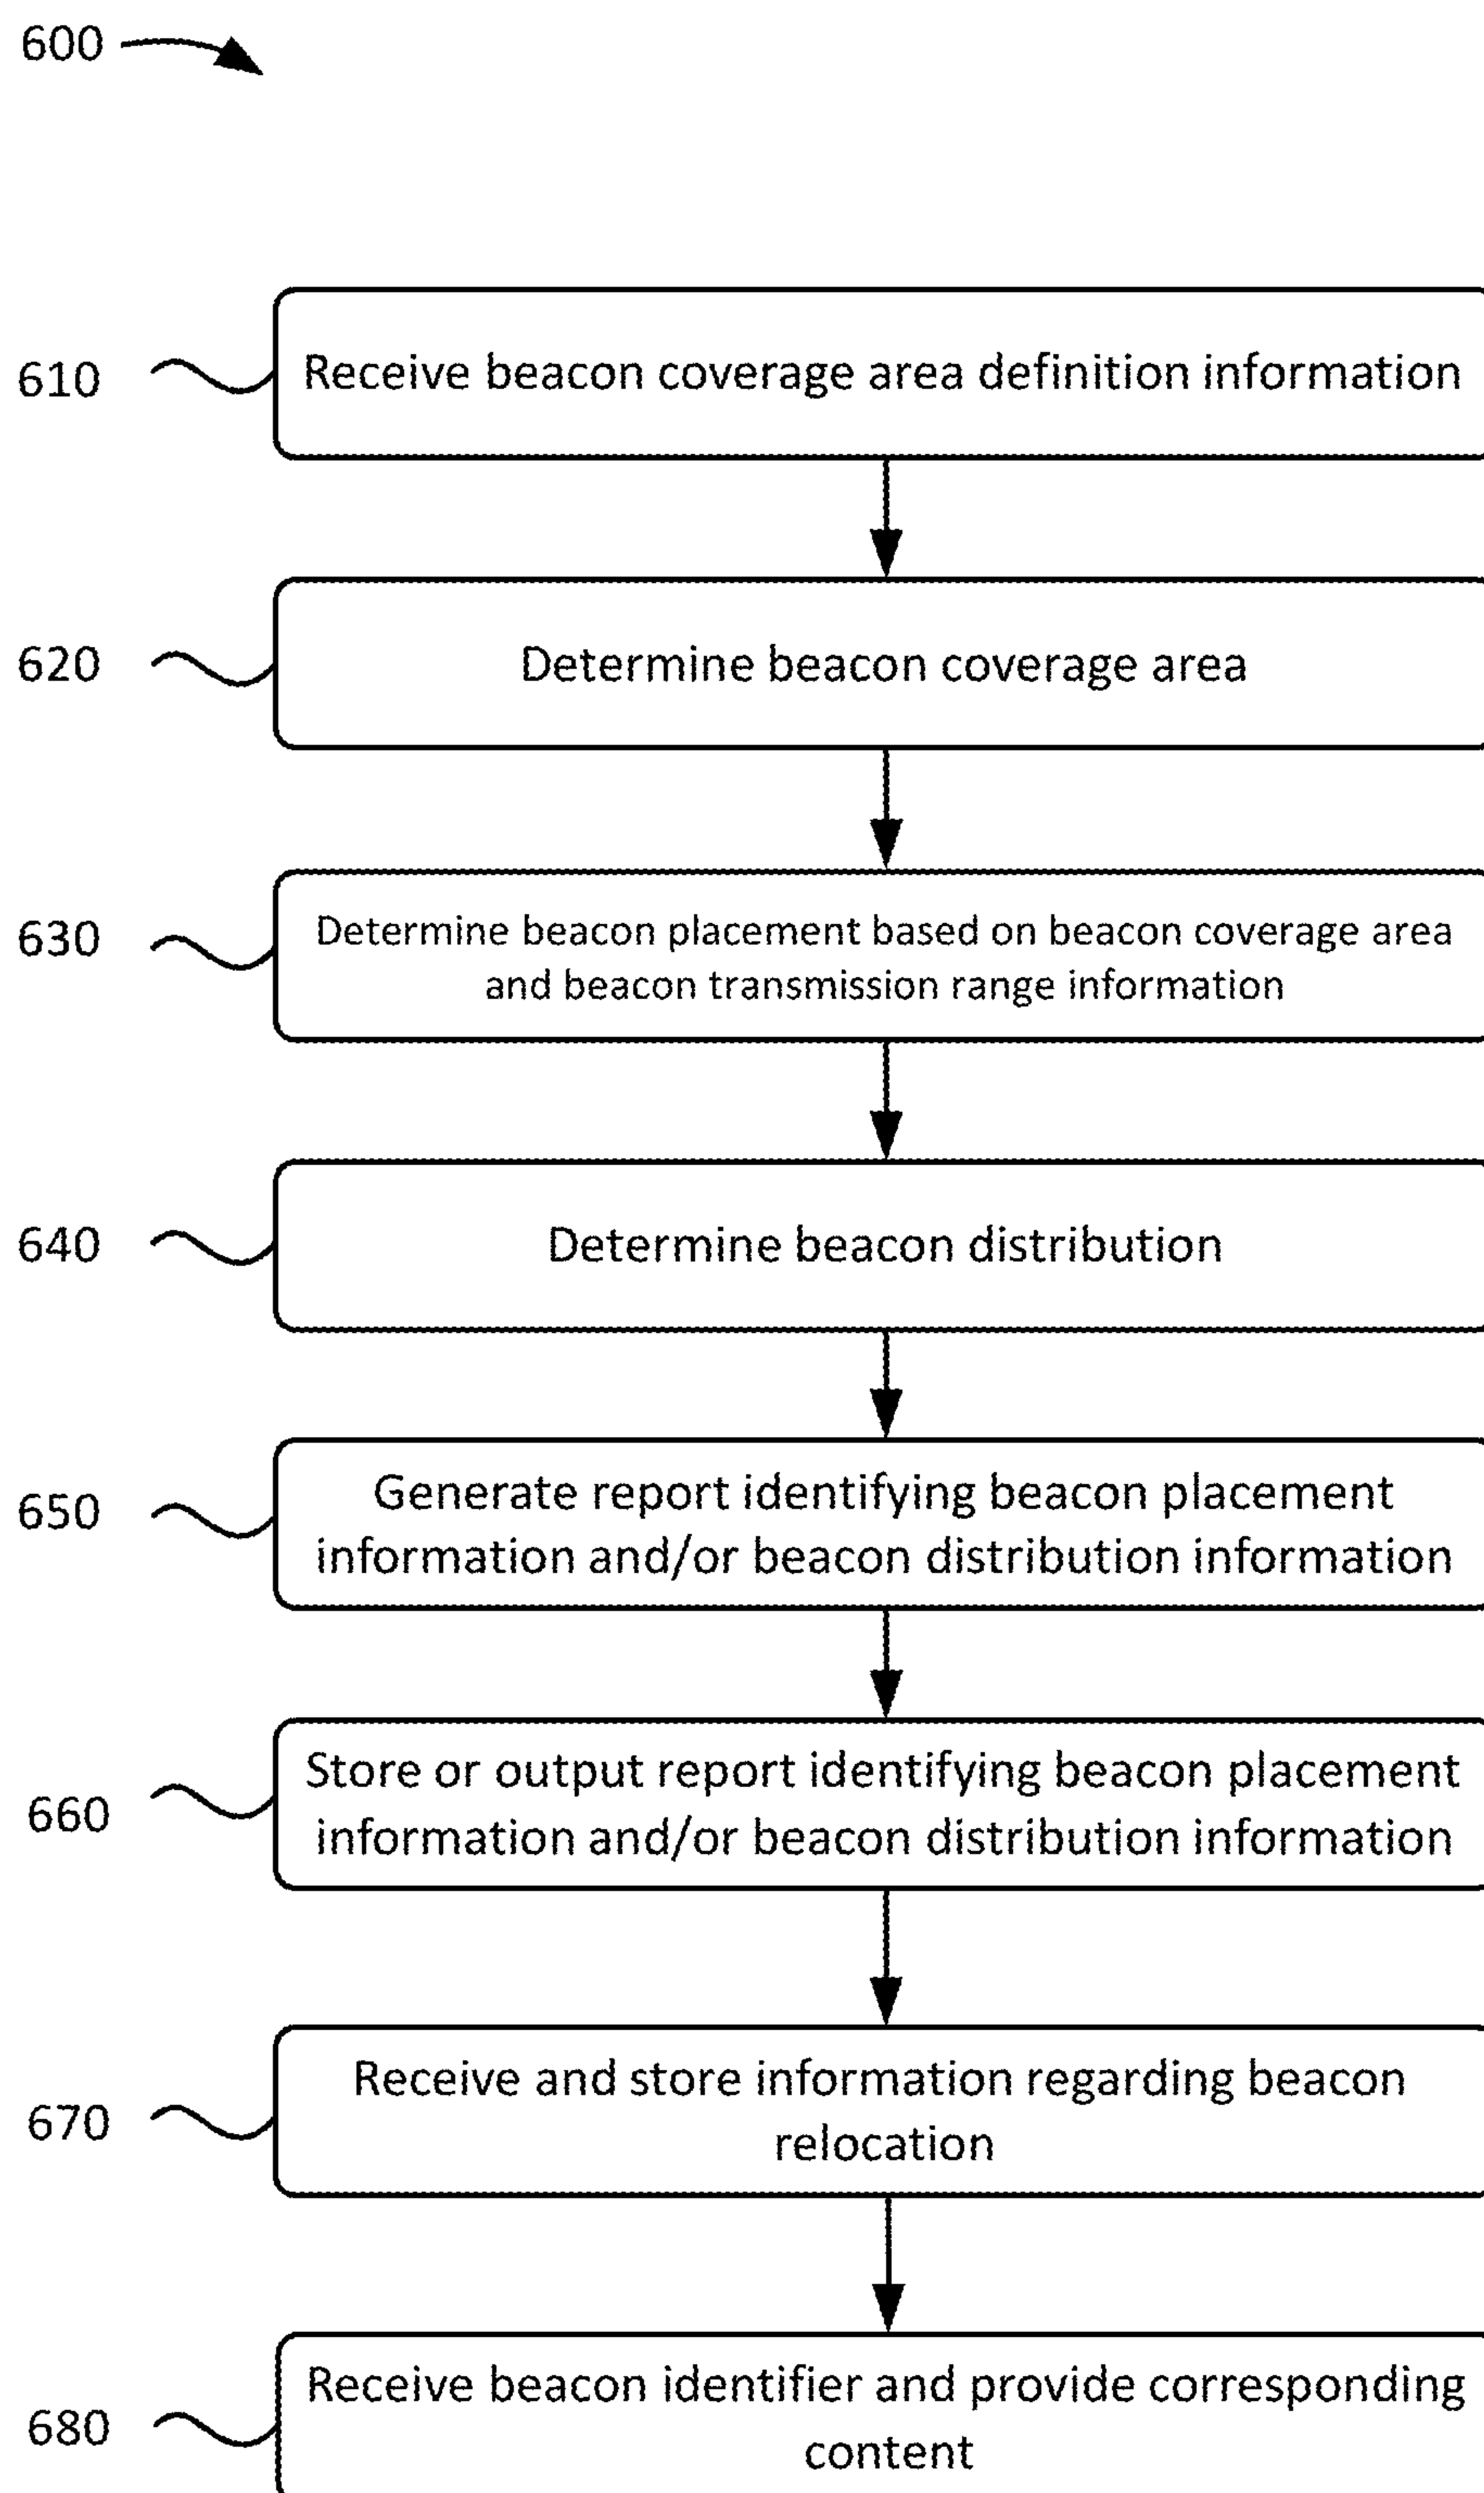 600
610
Receive beacon coverage area definition information
620
Determine beacon coverage area
630
Determine beacon placement based on beacon coverage area
and beacon transmission range information
640
Determine beacon distribution
650
Generate report identifying beacon placement
information and/or beacon distribution information
660
Store or output report identifying beacon placement
information and/or beacon distribution information
670
Receive and store information regarding beacon
relocation
680
Receive beacon identifier and provide corresponding
content